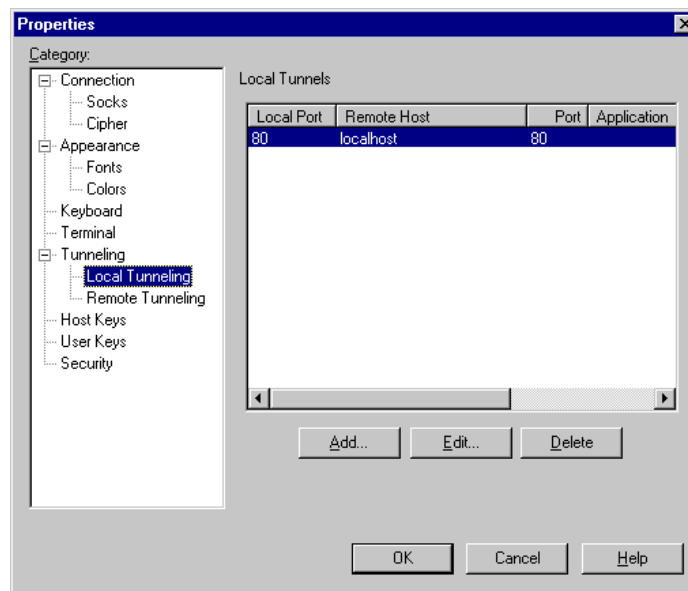 Properties
Category:
Connection
Socks
Cipher
Appearance
Fonts
Colors
Keyboard
Terminal
Tunneling
Local Tunneling
Remote Tunneling
Host Keys
User Keys
Security
Local Tunnels
Local Port Remote Host Port Application
80 localhost 80
Add... Edit... Delete
OK Cancel Help